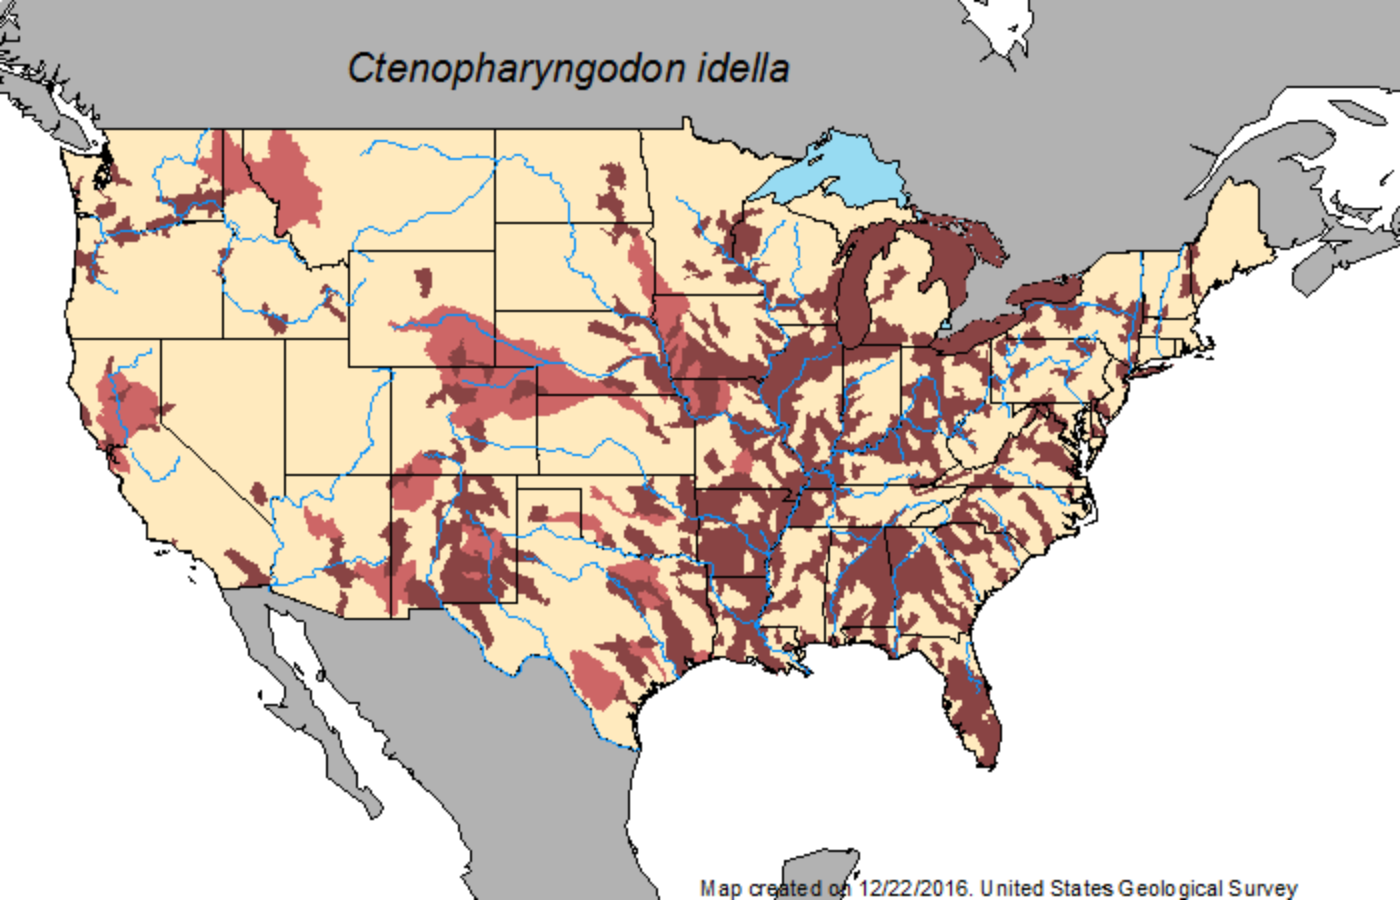 Ctenopharyngodon idella
Map created on 12/22/2016. United States Geological Survey